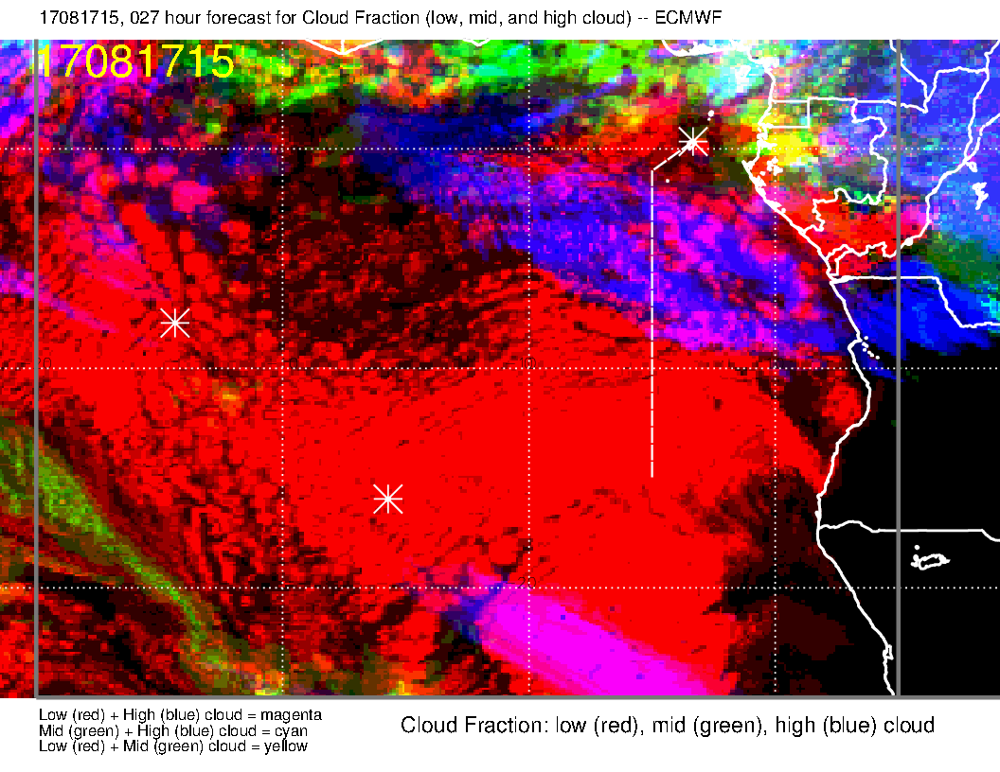 17081715, 027 hour forecast for Cloud Fraction (low, mid, and high cloud) -- ECMWF
17081715
Low (red) + High (blue) cloud = magenta
Mid (green) + High (blue) cloud = cyan
Low (red) + Mid (green) cloud = yellow
Cloud Fraction: low (red), mid (green), high (blue) cloud